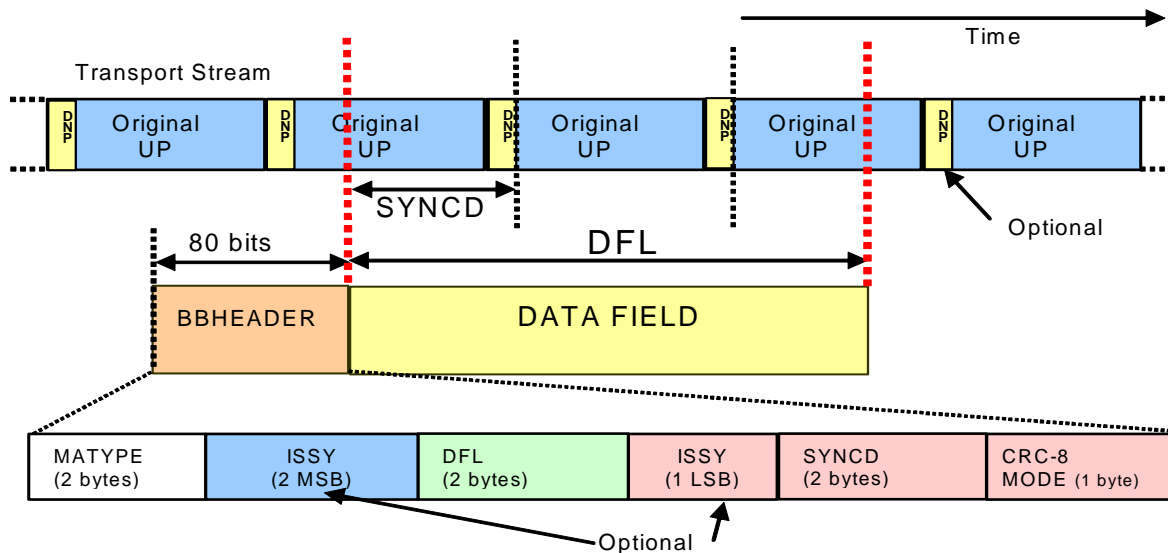 Time
Transport Stream
DNP
Original
UP
DNP
Original
UP
DNP
Original
UP
DNP
Original
UP
DNP
Original
UP
SYNCD
Optional
80 bits
DFL
BBHEADER
DATA FIELD
MATYPE
(2 bytes)
ISSY
(2 MSB)
DFL
(2 bytes)
ISSY
(1 LSB)
SYNCD
(2 bytes)
CRC-8
MODE (1 byte)
Optional